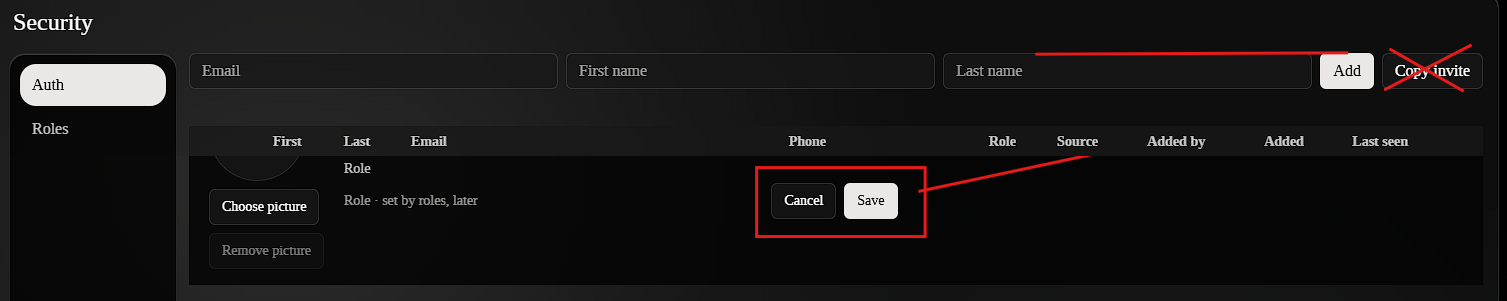 Security
Email First name Last name Add Copy invite
Auth
Roles
First Last Email Phone Role Source Added by Added Last seen
Role
Choose picture Role · set by roles, later Cancel Save
Remove picture